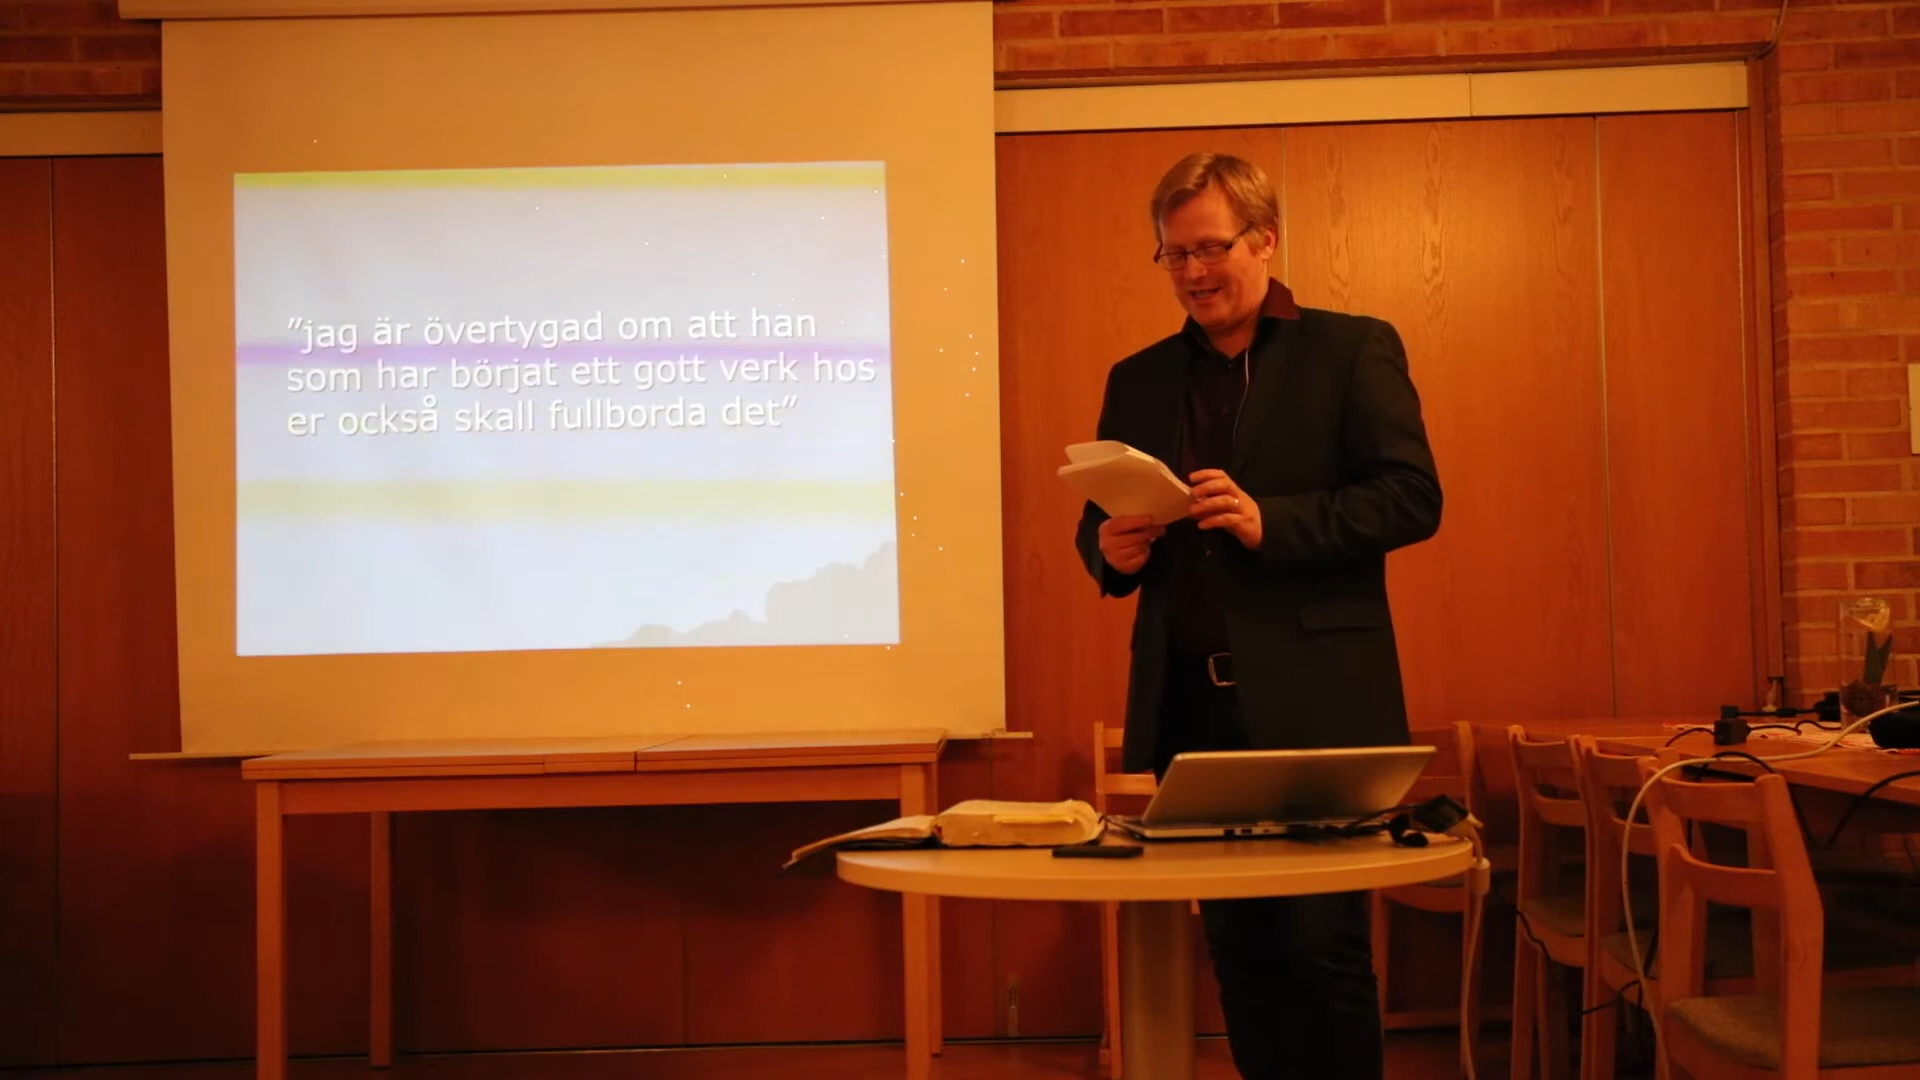 ”jag är övertygad om att han
som har börjat ett gott verk hos
er också skall fullborda det”